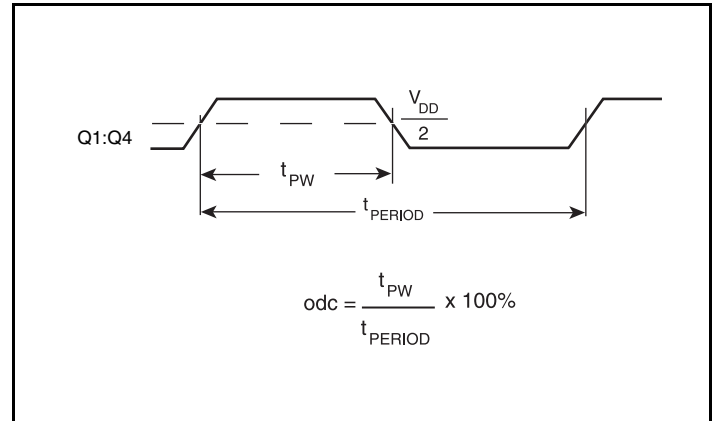 V_DD
Q1:Q4
2
t_PW
t_PERIOD
odc = t_PW / t_PERIOD x 100%